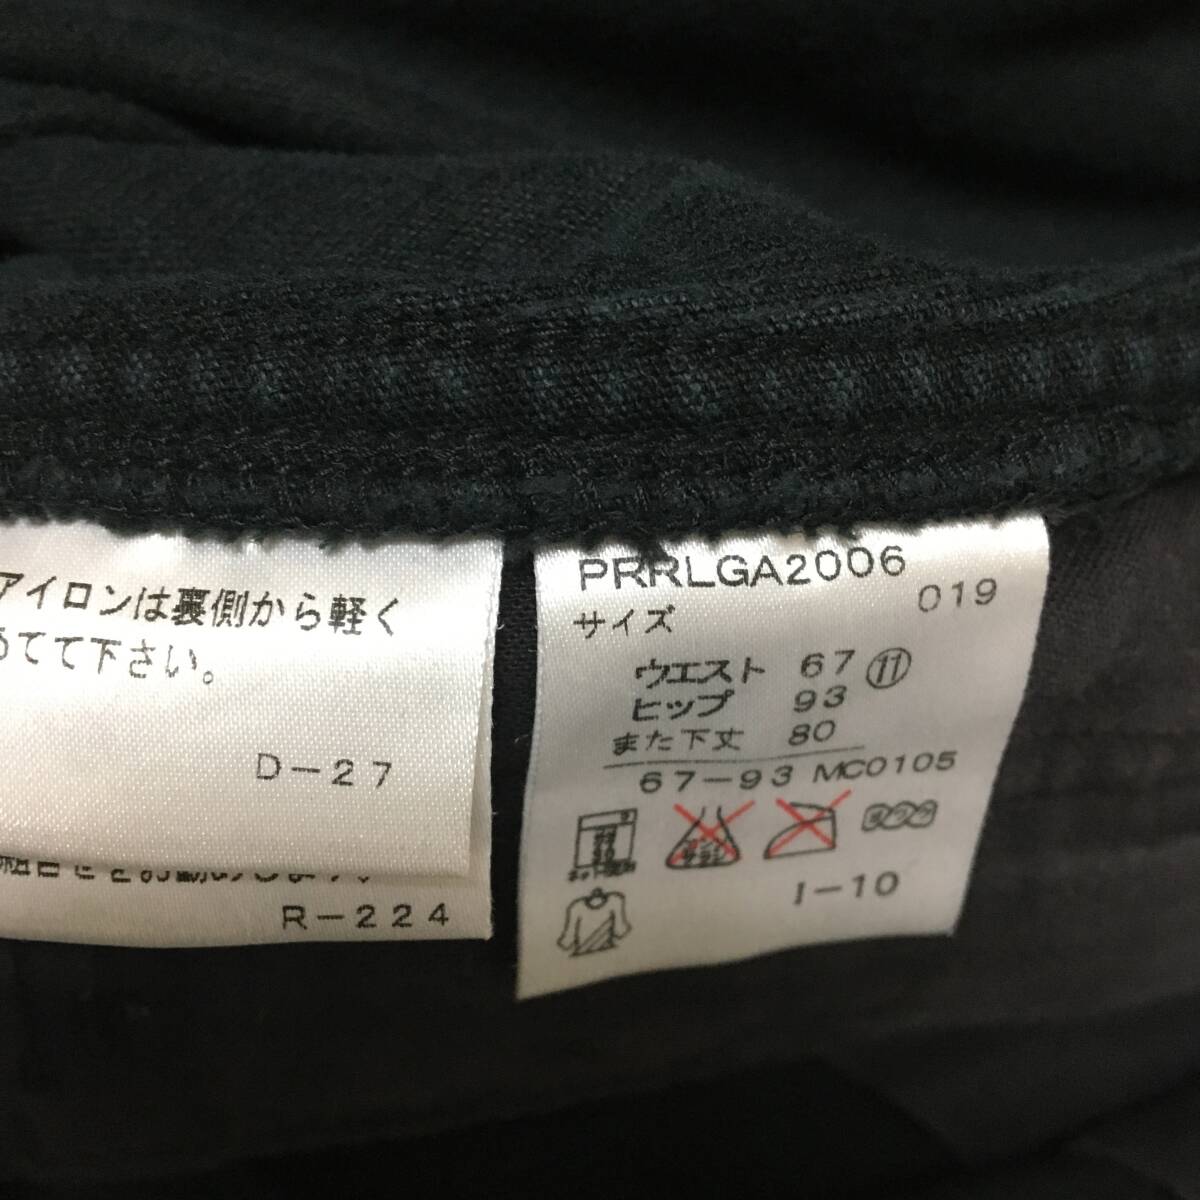 アイロンは裏側から軽く
てて下さい。
D-27
R-224
PRRLGA2006
019
サイズ
ウエスト 67 ⑪
ヒップ 93
また下丈 80
67-93 MC0105
I-10